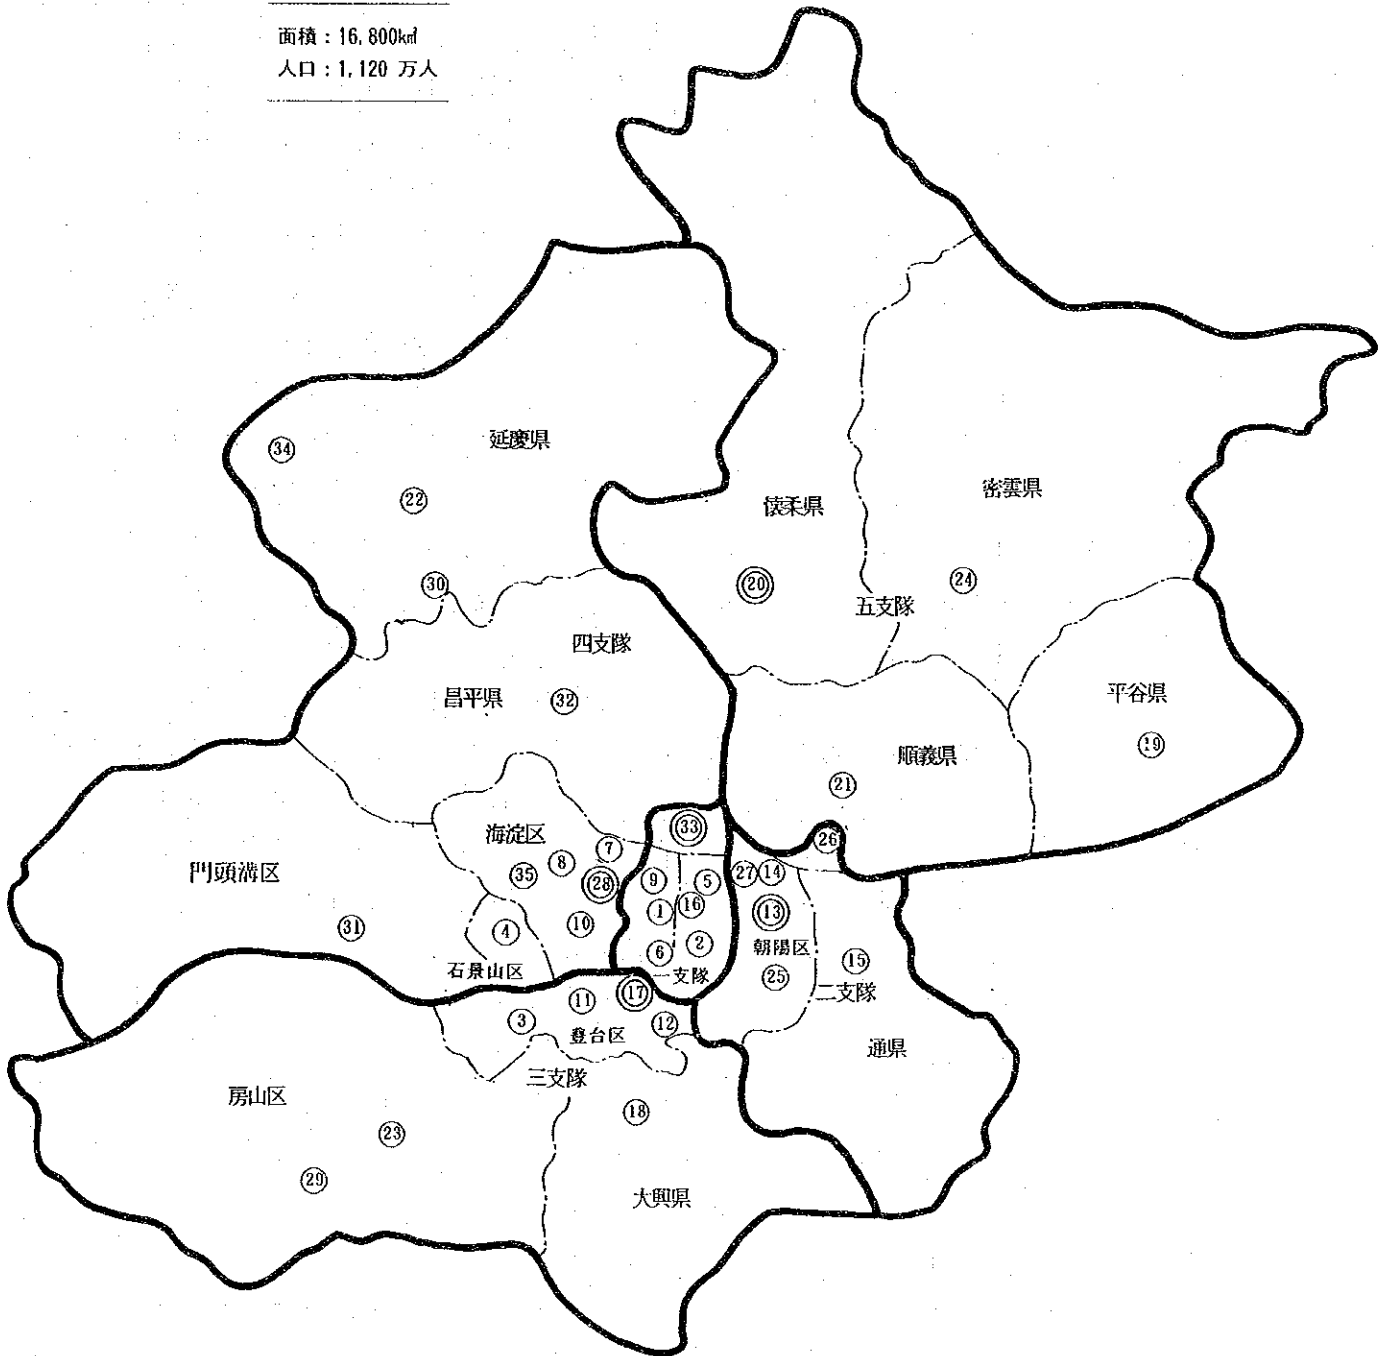 面積：16,800k㎡
人口：1,120 万人
延慶県
㉞
㉒
懐柔県
密雲県
㉚
⑳
㉔
五支隊
四支隊
昌平県
㉜
平谷県
⑲
順義県
㉑
海淀区
㉝
㉖
⑦
⑧
㉟
㉘
⑨
⑤
㉗
⑭
門頭溝区
①
⑯
⑬
㉛
④
⑩
⑥
②
朝陽区
⑮
石景山区
一支隊
㉕
二支隊
⑪
⑰
③
⑫
豊台区
通県
三支隊
房山区
⑱
㉓
㉙
大興県